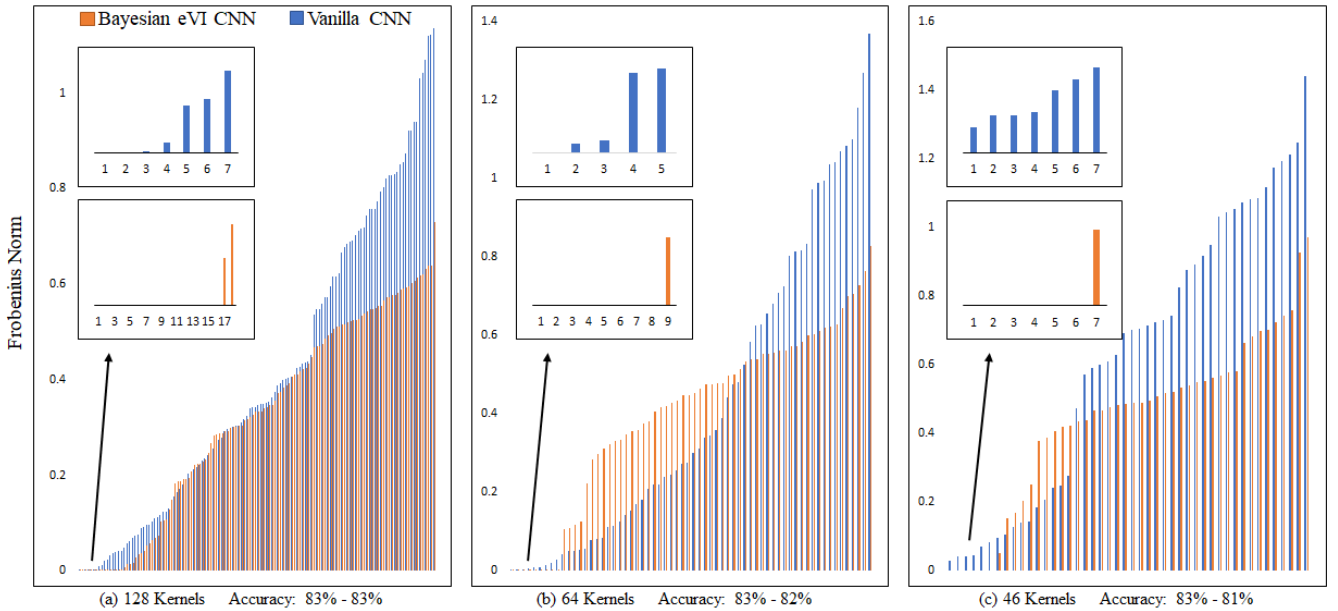 Bayesian eVI CNN
Vanilla CNN
Frobenius Norm
1
0.8
0.6
0.4
0.2
0
1 2 3 4 5 6 7
1 3 5 7 9 11 13 15 17
(a) 128 Kernels Accuracy: 83% - 83%
1.4
1.2
1
0.8
0.6
0.4
0.2
0
1 2 3 4 5
1 2 3 4 5 6 7 8 9
(b) 64 Kernels Accuracy: 83% - 82%
1.6
1.4
1.2
1
0.8
0.6
0.4
0.2
0
1 2 3 4 5 6 7
1 2 3 4 5 6 7
(c) 46 Kernels Accuracy: 83% - 81%